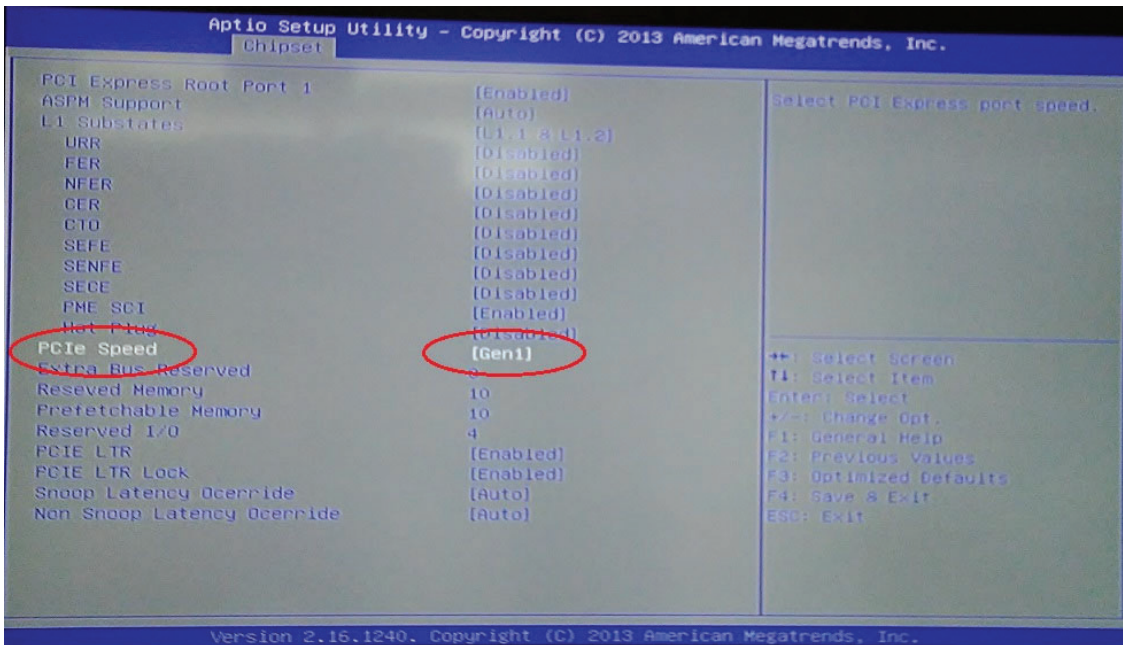 Aptio Setup Utility - Copyright (C) 2013 American Megatrends, Inc.
Chipset
PCI Express Root Port 1 [Enabled]
ASPM Support [Auto]
L1 Substates [L1.1 & L1.2]
URR [Disabled]
FER [Disabled]
NFER [Disabled]
CER [Disabled]
CTO [Disabled]
SEFE [Disabled]
SENFE [Disabled]
SECE [Disabled]
PME SCI [Enabled]
Hot Plug [Disabled]
PCIe Speed [Gen1]
Extra Bus Reserved
Reseved Memory 10
Prefetchable Memory 10
Reserved I/O 4
PCIE LTR [Enabled]
PCIE LTR Lock [Enabled]
Snoop Latency Ocerride [Auto]
Non Snoop Latency Ocerride [Auto]
Select PCI Express port speed.
→←: Select Screen
↑↓: Select Item
Enter: Select
+/-: Change Opt.
F1: General Help
F2: Previous Values
F3: Optimized Defaults
F4: Save & Exit
ESC: Exit
Version 2.16.1240. Copyright (C) 2013 American Megatrends, Inc.